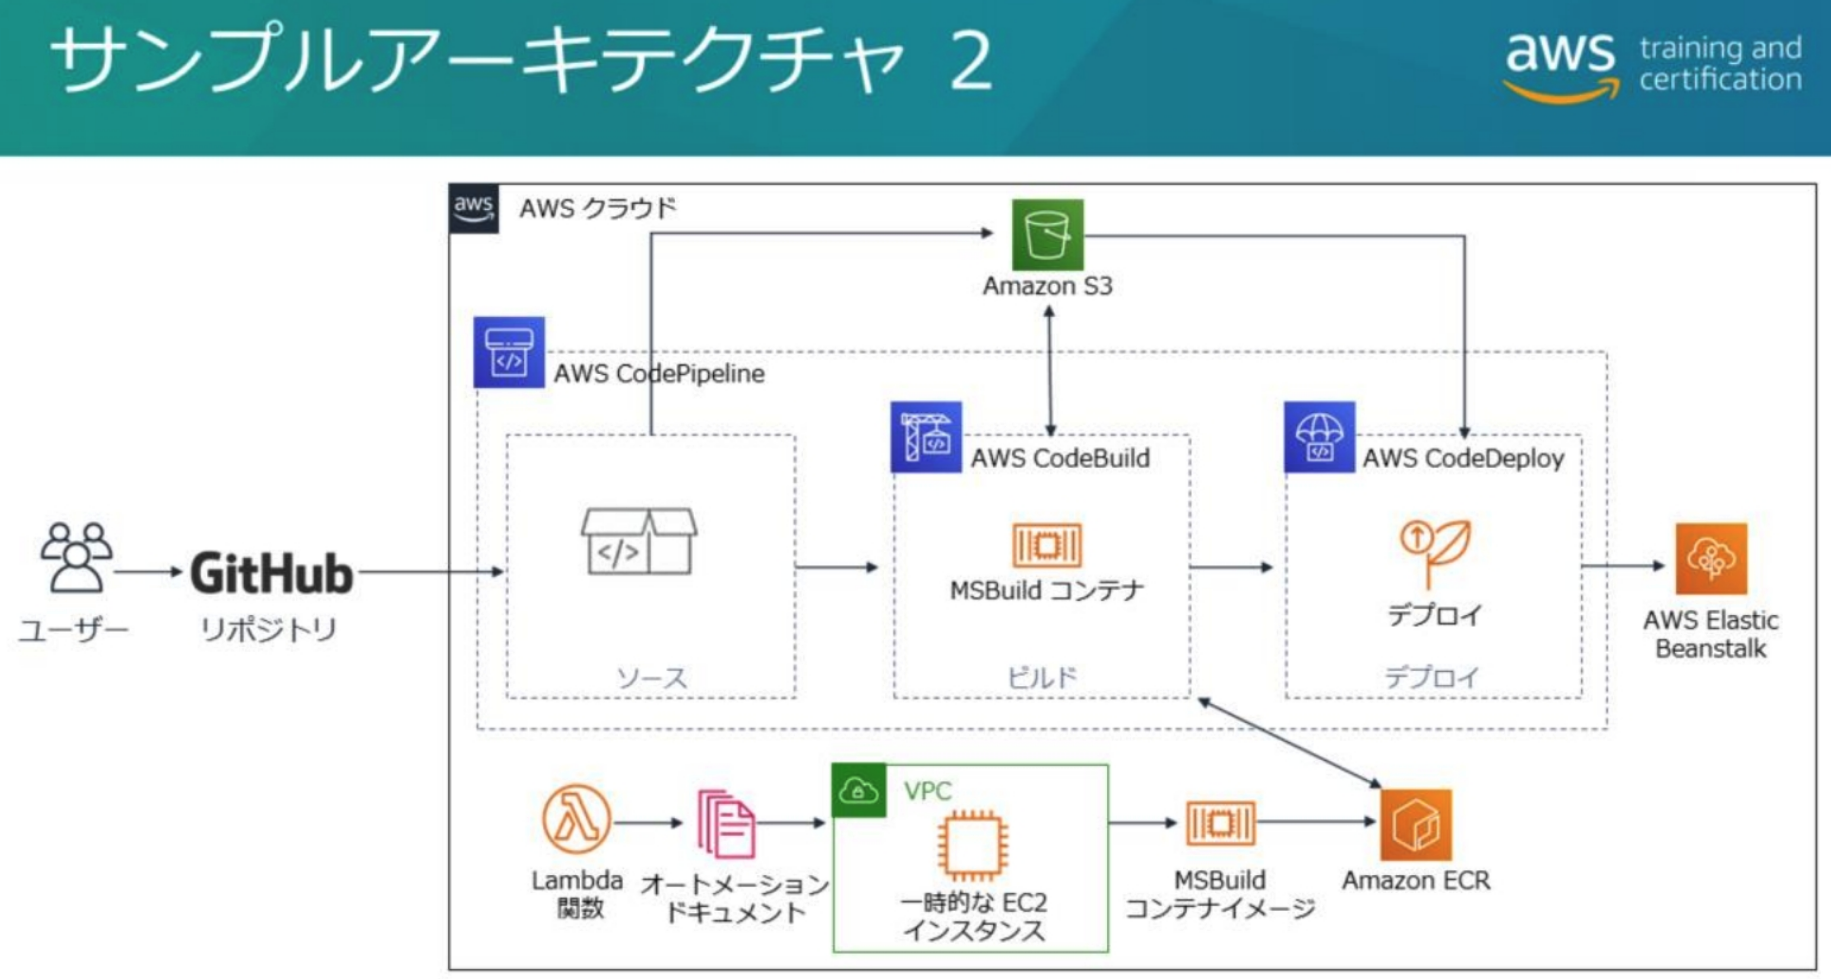 サンプルアーキテクチャ 2
aws training and
certification
aws
AWS クラウド
Amazon S3
AWS CodePipeline
</>
AWS CodeBuild
</>
AWS CodeDeploy
</>
</>
MSBuild コンテナ
デプロイ
ソース
ビルド
デプロイ
GitHub
ユーザー
リポジトリ
AWS Elastic
Beanstalk
VPC
Lambda
関数
オートメーション
ドキュメント
一時的な EC2
インスタンス
MSBuild
コンテナイメージ
Amazon ECR